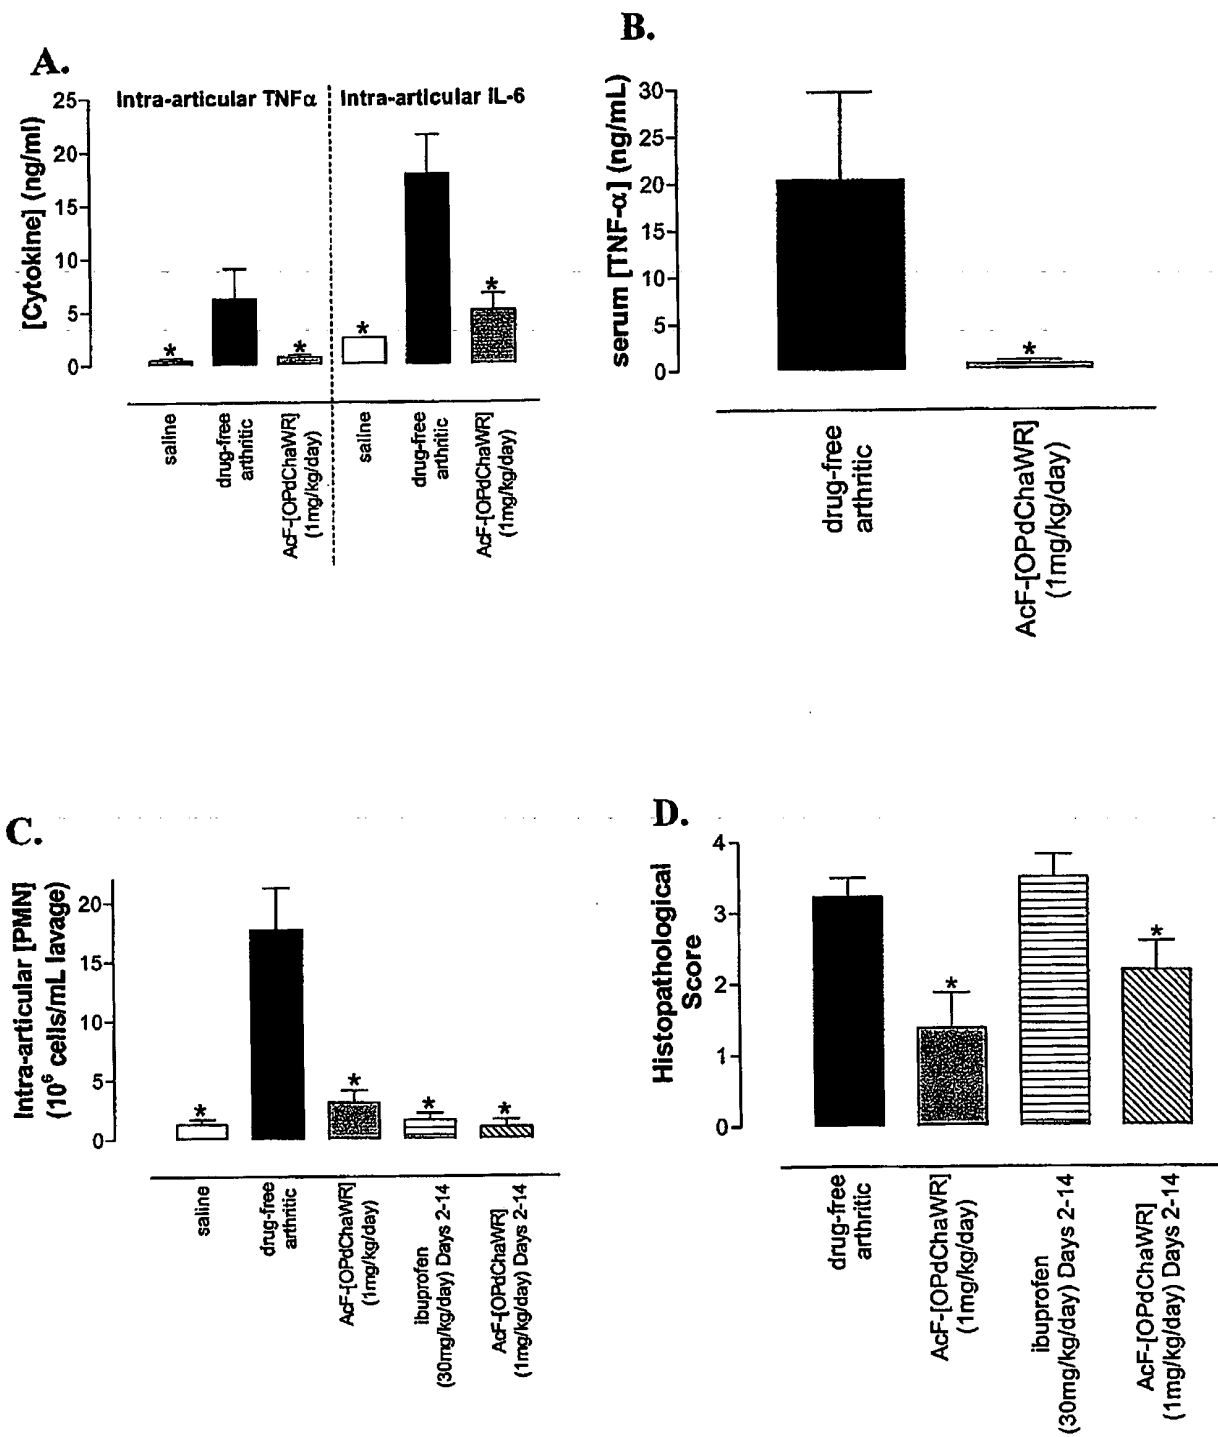 A.
Intra-articular TNFα
Intra-articular IL-6
[Cytokine] (ng/ml)
25
20
15
10
5
0
*
*
*
*
saline
drug-free
arthritic
AcF-[OPdChaWR]
(1mg/kg/day)
saline
drug-free
arthritic
AcF-[OPdChaWR]
(1mg/kg/day)
B.
serum [TNF-α] (ng/mL)
30
25
20
15
10
5
0
*
drug-free
arthritic
AcF-[OPdChaWR]
(1mg/kg/day)
C.
Intra-articular [PMN]
(10⁶ cells/mL lavage)
20
15
10
5
0
*
*
*
*
saline
drug-free
arthritic
AcF-[OPdChaWR]
(1mg/kg/day)
ibuprofen
(30mg/kg/day) Days 2-14
AcF-[OPdChaWR]
(1mg/kg/day) Days 2-14
D.
Histopathological
Score
4
3
2
1
0
*
*
drug-free
arthritic
AcF-[OPdChaWR]
(1mg/kg/day)
ibuprofen
(30mg/kg/day) Days 2-14
AcF-[OPdChaWR]
(1mg/kg/day) Days 2-14